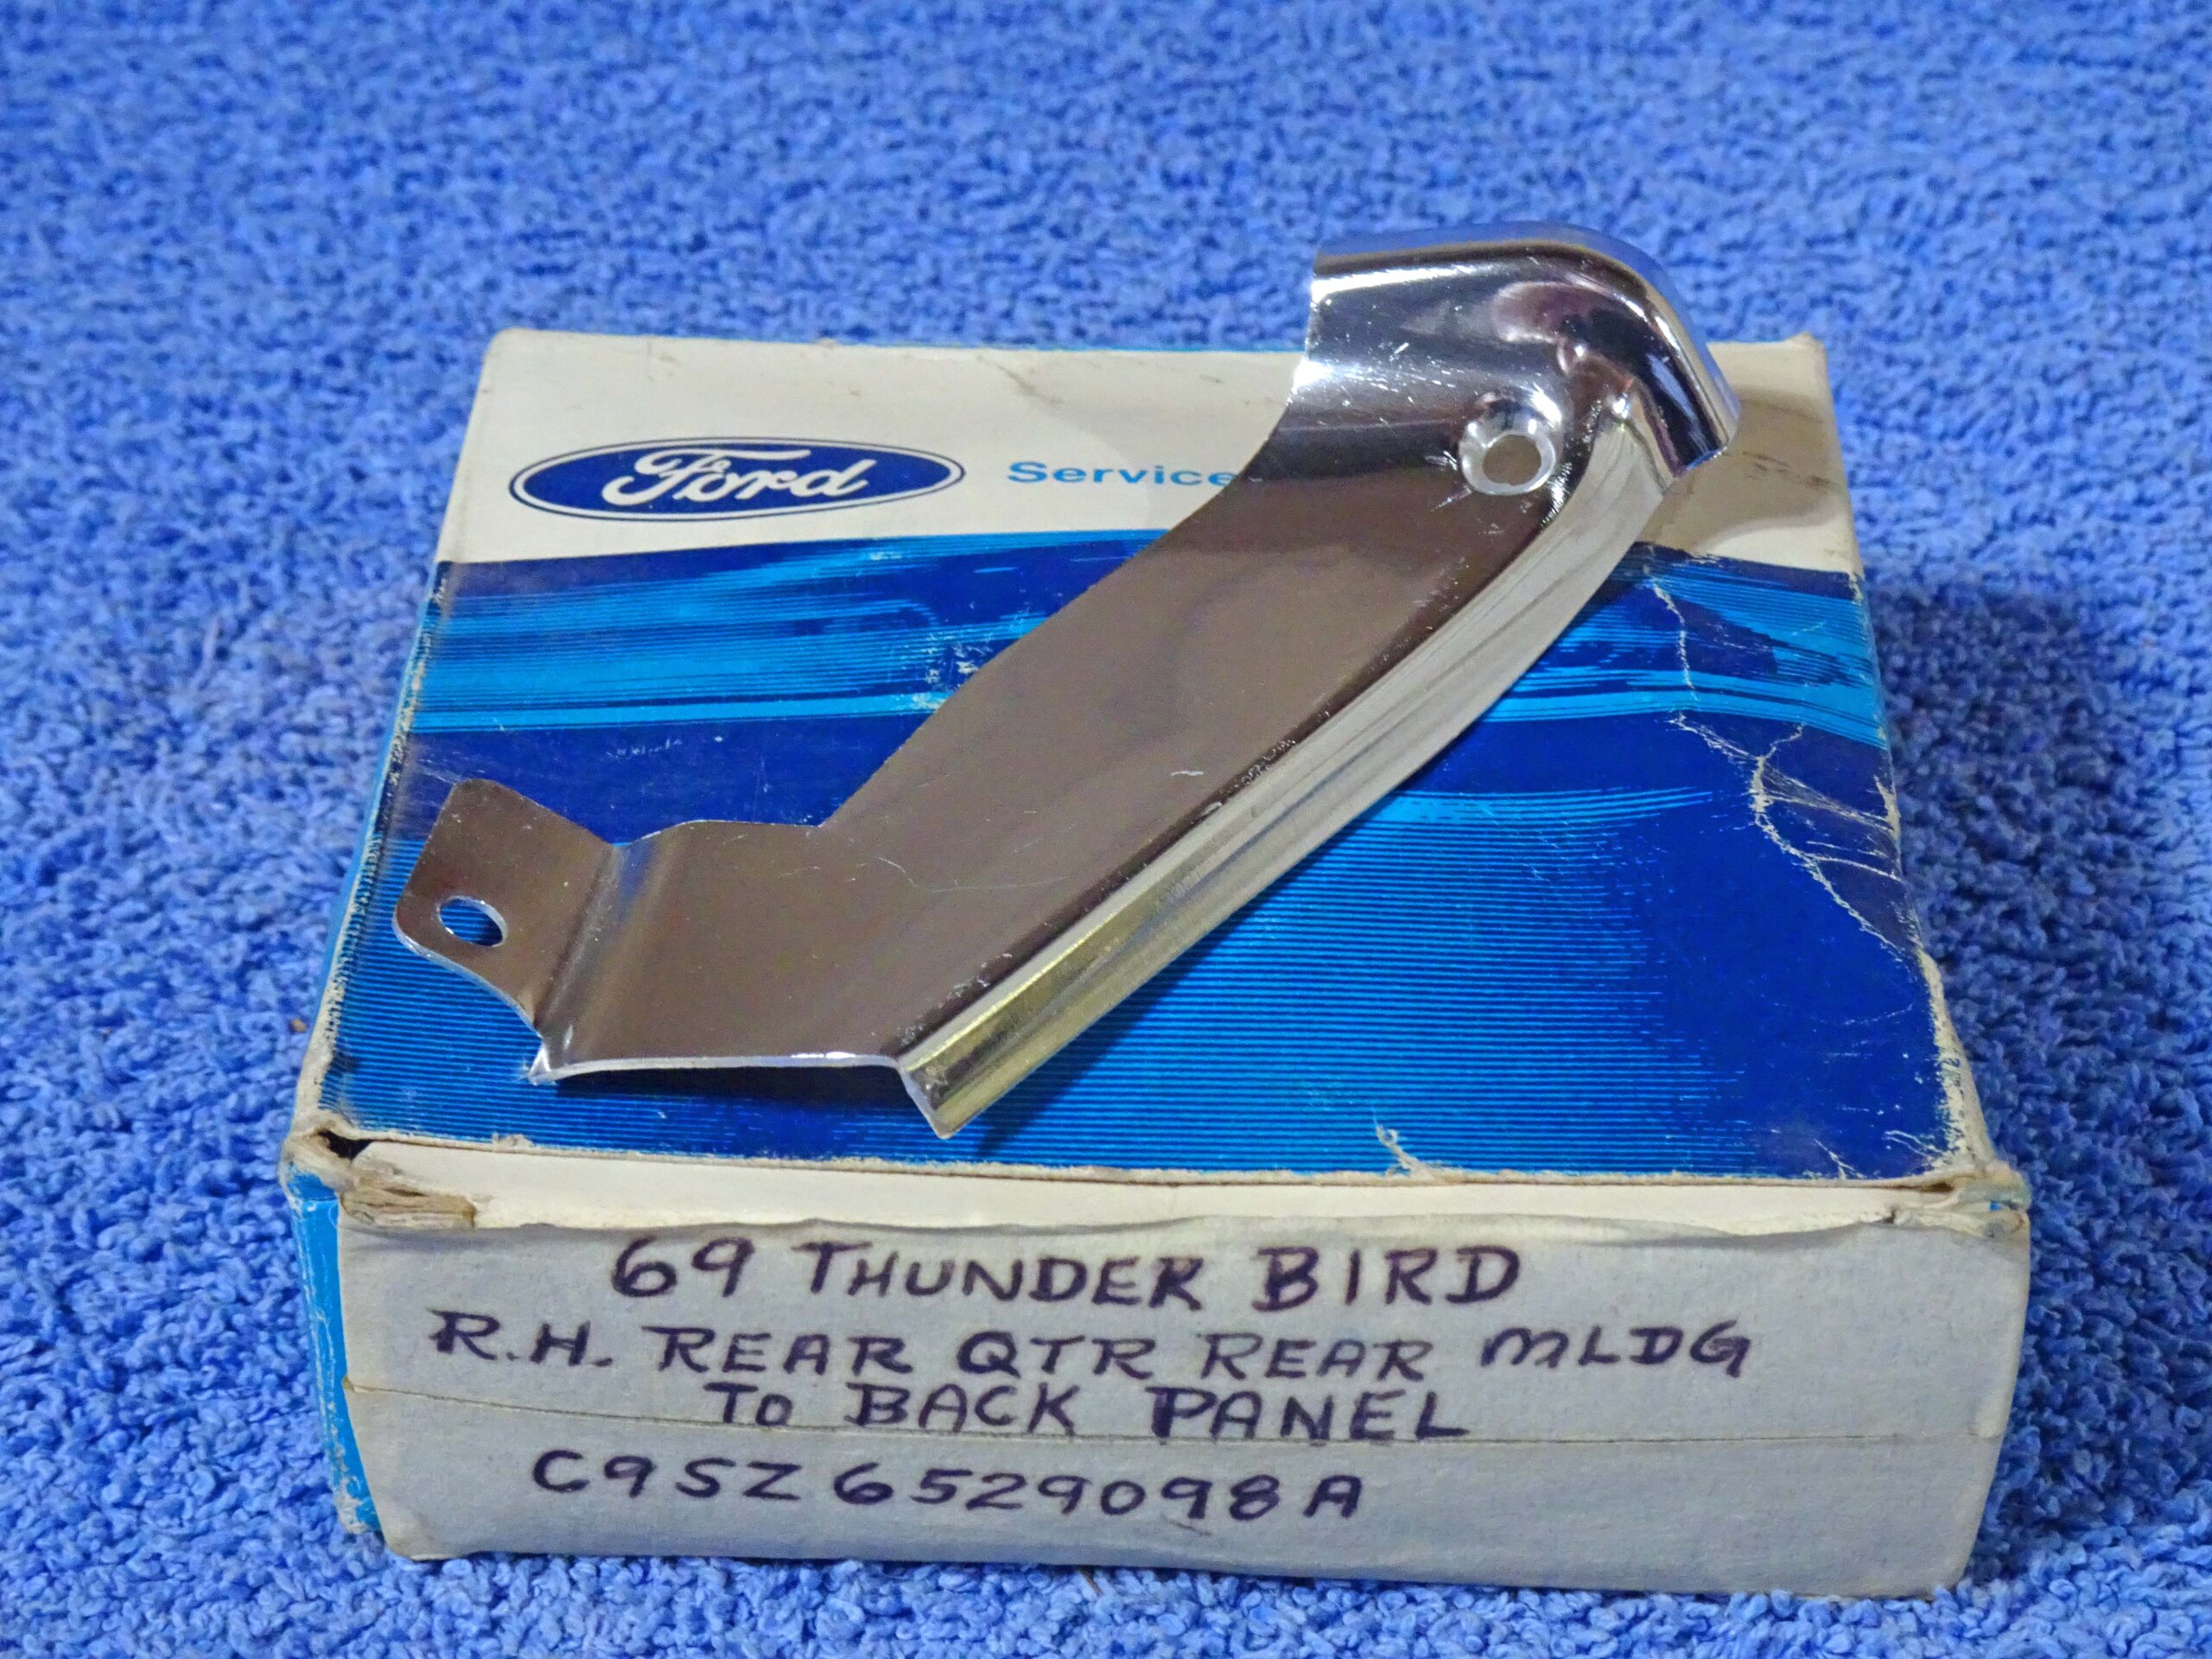 Ford Service
69 THUNDER BIRD
R.H. REAR QTR REAR MLDG
TO BACK PANEL
C9SZ6529098A